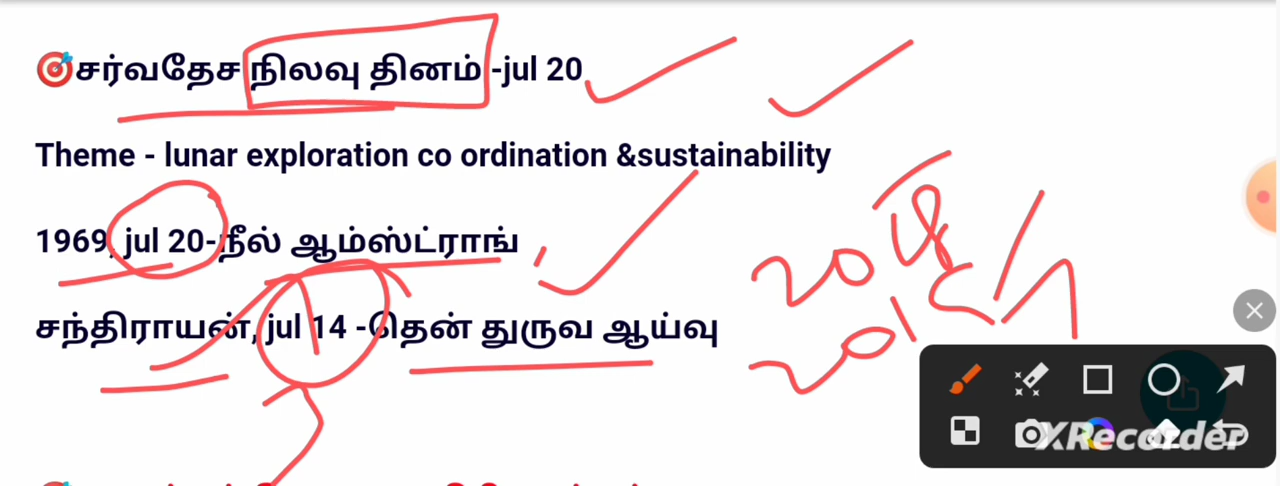 🎯சர்வதேச நிலவு தினம் -jul 20
Theme - lunar exploration co ordination &sustainability
1969, jul 20-நீல் ஆம்ஸ்ட்ராங்
சந்திராயன், jul 14 -தென் துருவ ஆய்வு
XRecorder